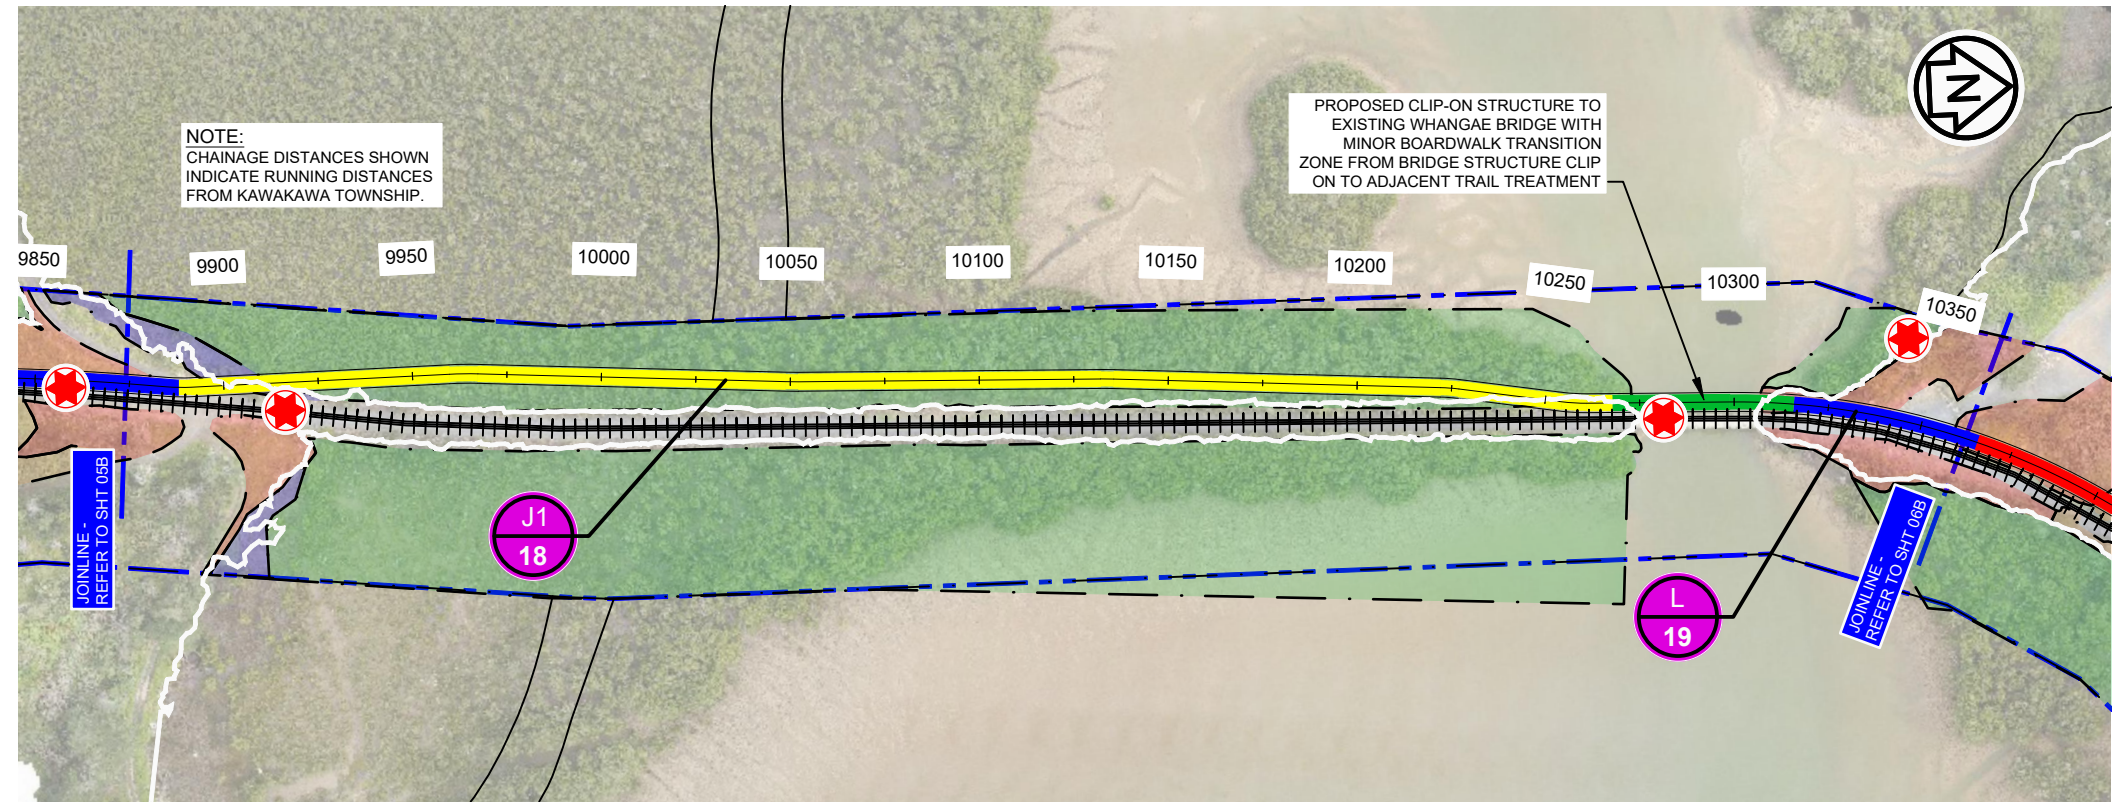 NOTE:
CHAINAGE DISTANCES SHOWN
INDICATE RUNNING DISTANCES
FROM KAWAKAWA TOWNSHIP.
PROPOSED CLIP-ON STRUCTURE TO
EXISTING WHANGAE BRIDGE WITH
MINOR BOARDWALK TRANSITION
ZONE FROM BRIDGE STRUCTURE CLIP
ON TO ADJACENT TRAIL TREATMENT
N
9850
9900
9950
10000
10050
10100
10150
10200
10250
10300
10350
JOINLINE -
REFER TO SHT 05B
J1
18
L
19
JOINLINE -
REFER TO SHT 06B